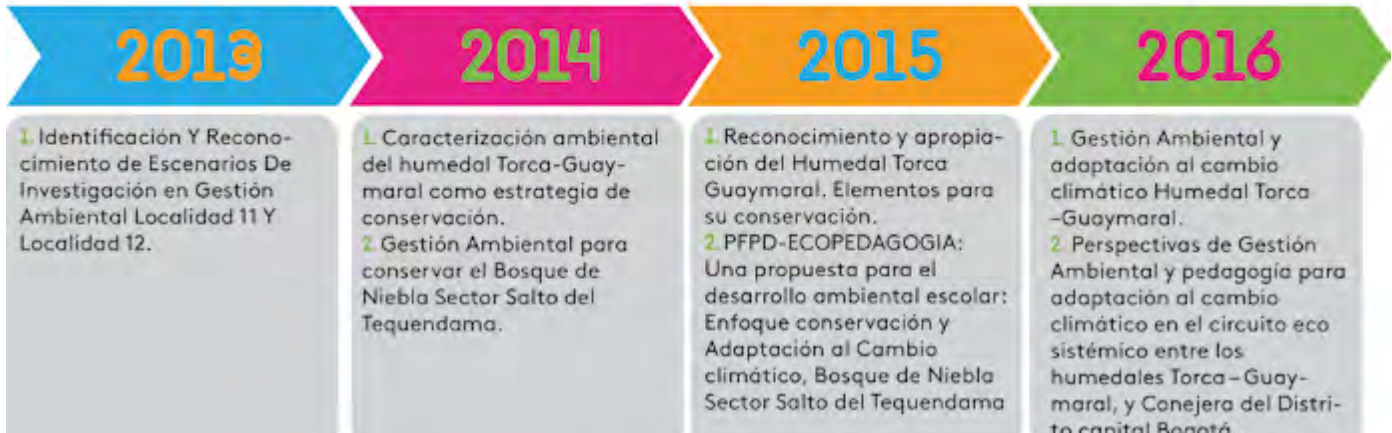 2013
1. Identificación Y Recono-
cimiento de Escenarios De
Investigación en Gestión
Ambiental Localidad 11 Y
Localidad 12.
2014
1. Caracterización ambiental
del humedal Torca-Guay-
maral como estrategia de
conservación.
2. Gestión Ambiental para
conservar el Bosque de
Niebla Sector Salto del
Tequendama.
2015
1. Reconocimiento y apropia-
ción del Humedal Torca
Guaymaral. Elementos para
su conservación.
2. PFPD-ECOPEDAGOGIA:
Una propuesta para el
desarrollo ambiental escolar:
Enfoque conservación y
Adaptación al Cambio
climático, Bosque de Niebla
Sector Salto del Tequendama
2016
1. Gestión Ambiental y
adaptación al cambio
climático Humedal Torca
–Guaymaral.
2. Perspectivas de Gestión
Ambiental y pedagogía para
adaptación al cambio
climático en el circuito eco
sistémico entre los
humedales Torca – Guay-
maral, y Conejera del Distri-
to capital Bogotá